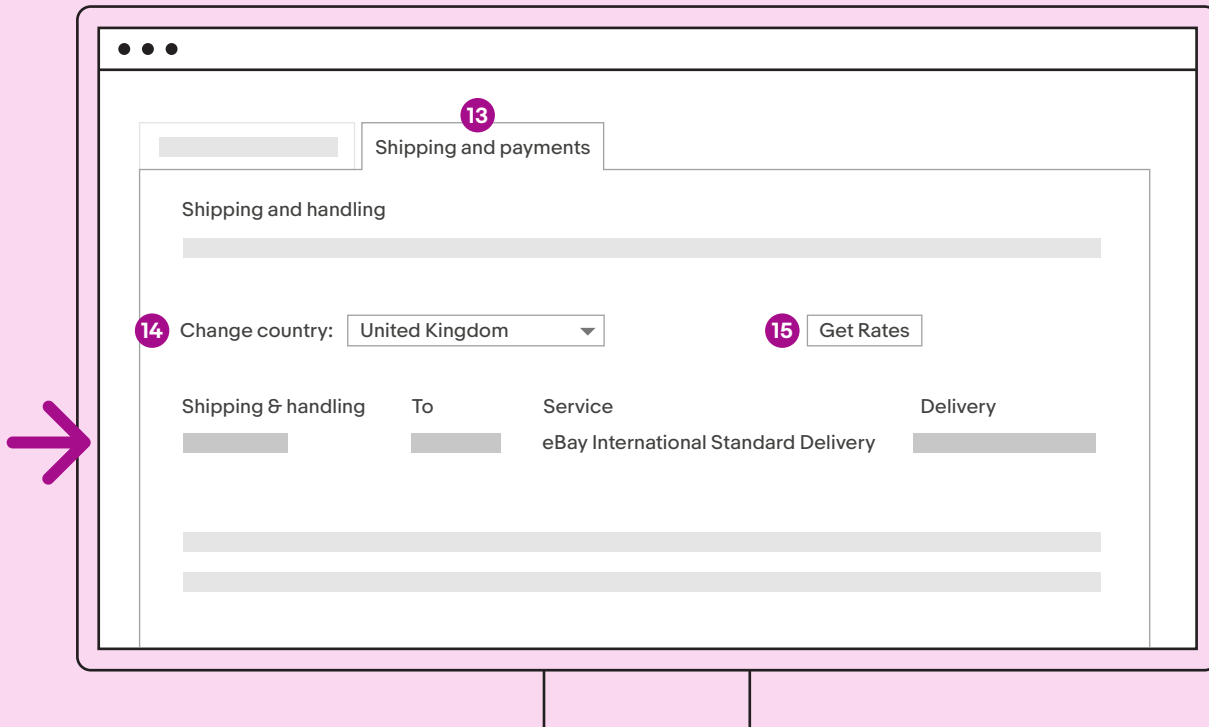 13
Shipping and payments
Shipping and handling
14 Change country: United Kingdom 15 Get Rates
Shipping & handling To Service Delivery
eBay International Standard Delivery